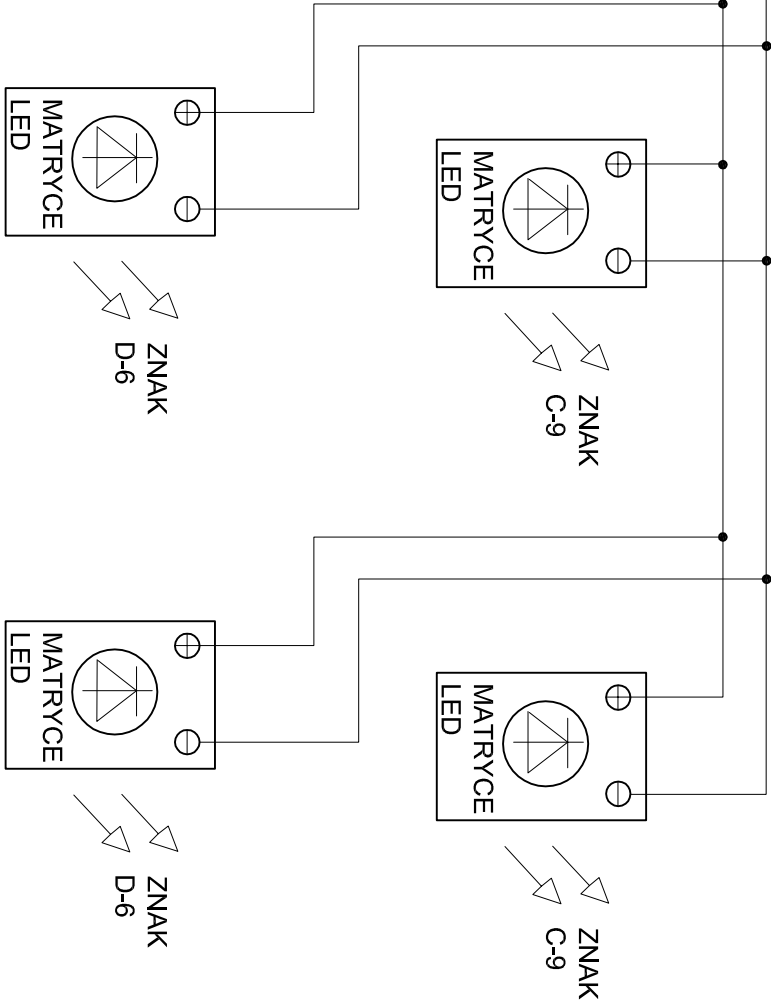 MATRYCE
LED
ZNAK
D-6
MATRYCE
LED
ZNAK
C-9
MATRYCE
LED
ZNAK
D-6
MATRYCE
LED
ZNAK
C-9